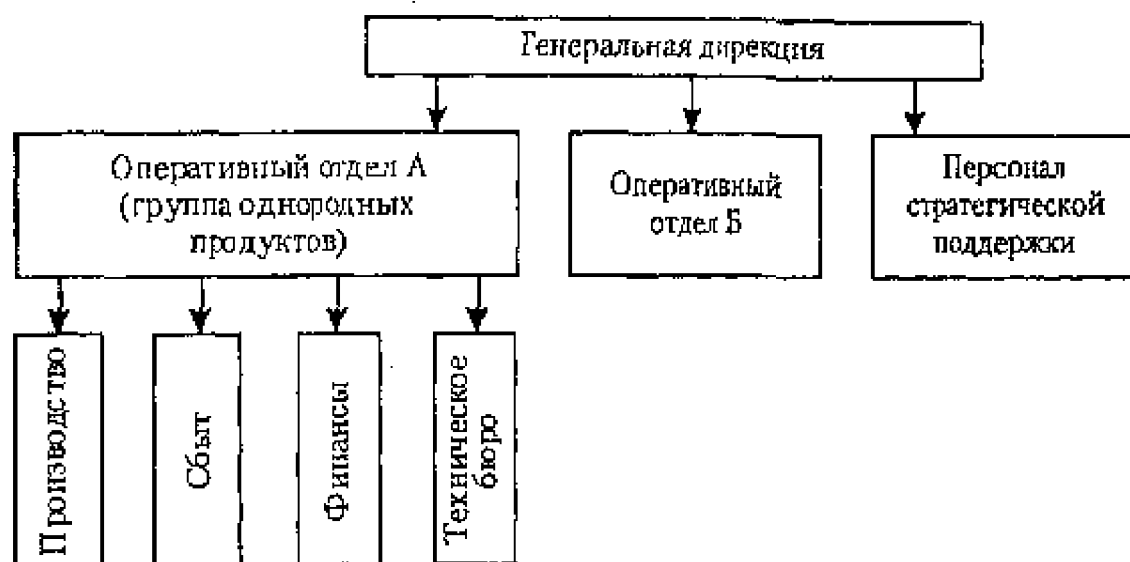 Генеральная дирекция
Оперативный отдел А
(группа однородных
продуктов)
Оперативный
отдел Б
Персонал
стратегической
поддержки
Производство
Сбыт
Финансы
Техническое
бюро